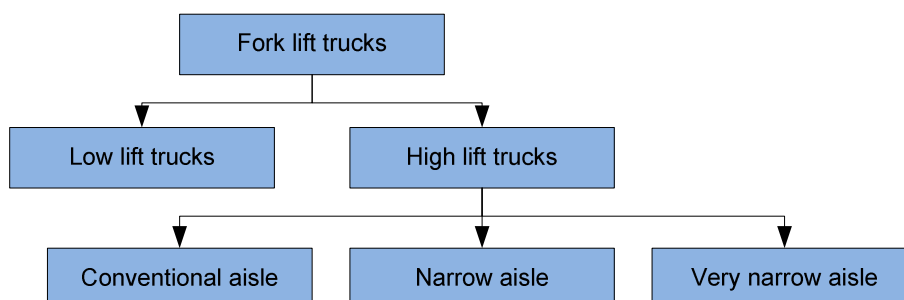 Fork lift trucks
Low lift trucks
High lift trucks
Conventional aisle
Narrow aisle
Very narrow aisle